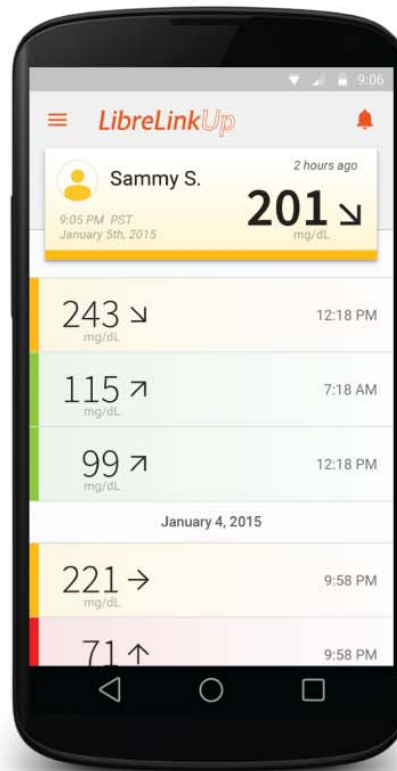 9:06
LibreLinkUp
Sammy S.
2 hours ago
201
9:05 PM PST
January 5th, 2015
mg/dL
243
mg/dL
12:18 PM
115
mg/dL
7:18 AM
99
mg/dL
12:18 PM
January 4, 2015
221
mg/dL
9:58 PM
71
9:58 PM